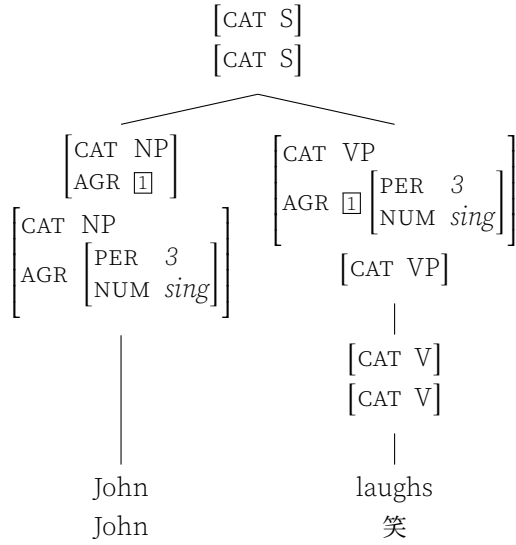 [CAT S]
[CAT S]
[CAT NP
AGR 1]
[CAT NP
AGR [PER 3
NUM sing]]
[CAT VP
AGR 1 [PER 3
NUM sing]]
[CAT VP]
[CAT V]
[CAT V]
John
John
laughs
笑